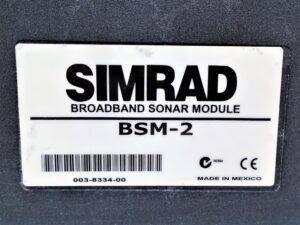 SIMRAD
BROADBAND SONAR MODULE
BSM-2
003-8334-00
CE
MADE IN MEXICO